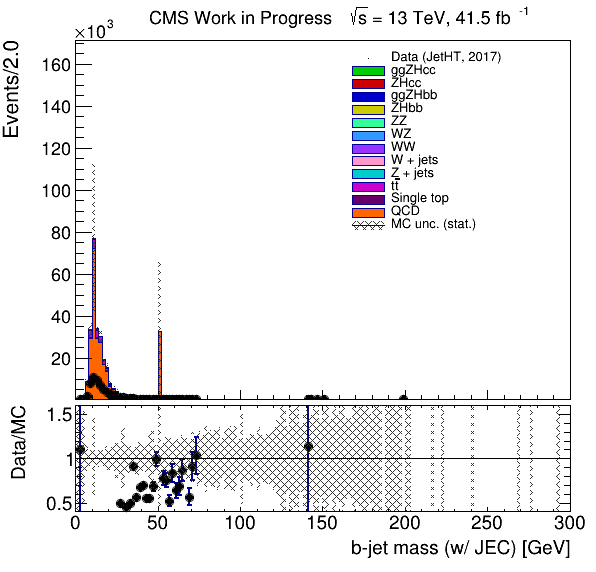 CMS Work in Progress √s = 13 TeV, 41.5 fb⁻¹
×10³
Events/2.0
160
140
120
100
80
60
40
20
Data (JetHT, 2017)
ggZHcc
ZHcc
ggZHbb
ZHbb
ZZ
WZ
WW
W + jets
Z + jets
tt̅
Single top
QCD
MC unc. (stat.)
Data/MC
1.5
1
0.5
0 50 100 150 200 250 300
b-jet mass (w/ JEC) [GeV]